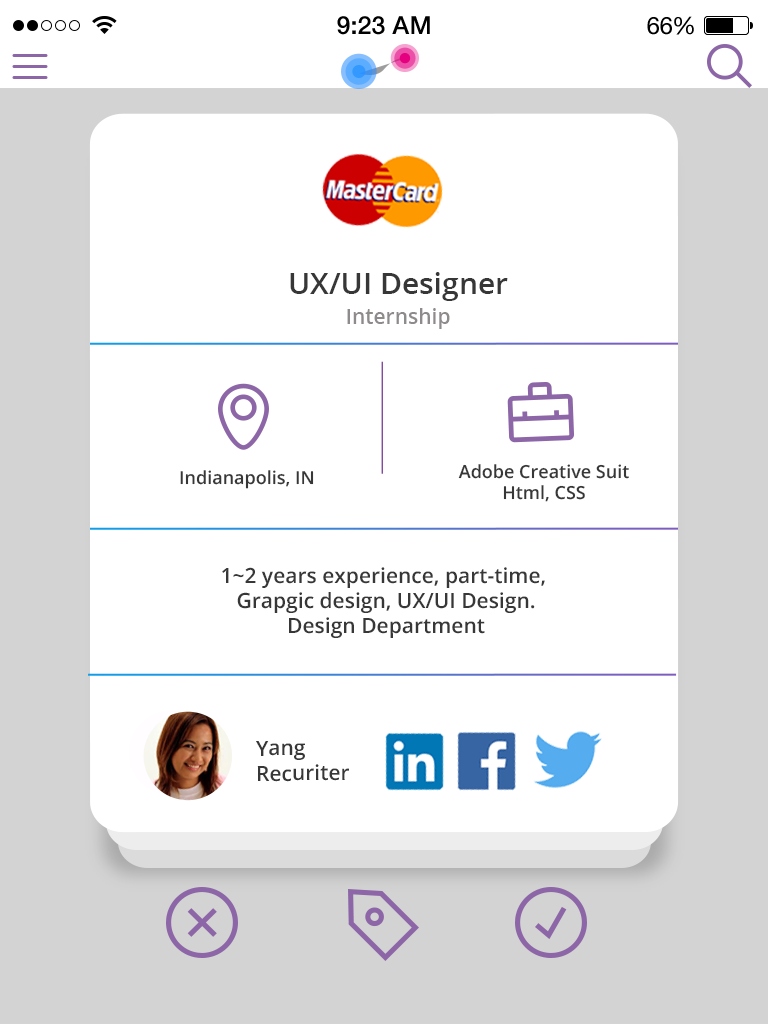 9:23 AM
66%
MasterCard
UX/UI Designer
Internship
Indianapolis, IN
Adobe Creative Suit
Html, CSS
1~2 years experience, part-time,
Grapgic design, UX/UI Design.
Design Department
Yang
Recuriter
in
f